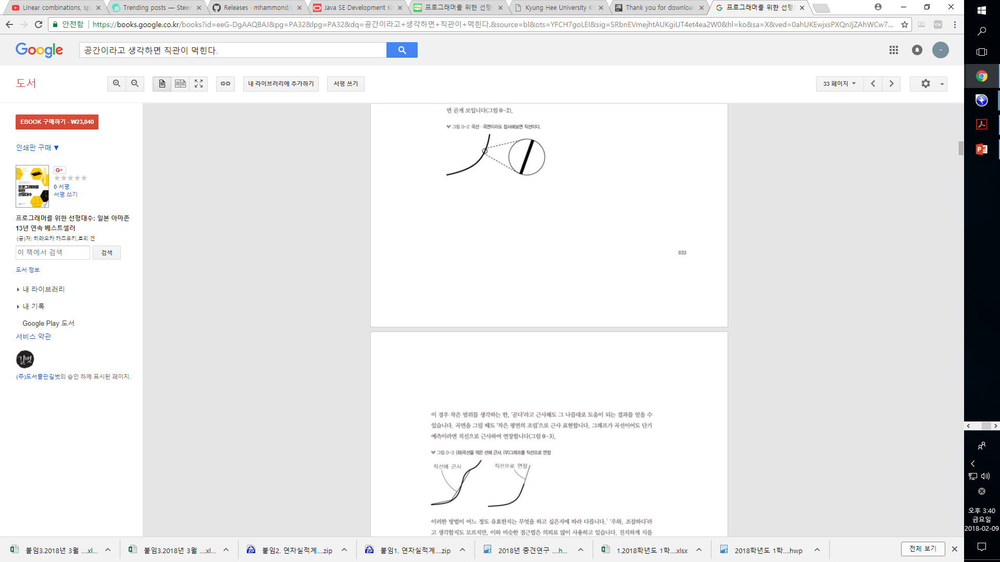 Linear combinations, spa
Trending posts — Steem
Releases · mhammond/p
Java SE Development Ki
프로그래머를 위한 선형
Kyung Hee University K
Thank you for downloa
프로그래머를 위한 선형
안전함
https://books.google.co.kr/books?id=eeG-DgAAQBAJ&pg=PA32&lpg=PA32&dq=공간이라고+생각하면+직관이+먹힌다.&source=bl&ots=YFCH7goLEI&sig=SRbnEVmejhtAUKgiUT4et4ea2W0&hl=ko&sa=X&ved=0ahUKEwjxsPXQnJjZAhWCw7...
Google
공간이라고 생각하면 직관이 먹힌다.
도서
내 라이브러리에 추가하기
서평 쓰기
33 페이지
EBOOK 구매하기 - ₩23,040
인쇄판 구매 ▼
G+
프로그래머를 위한 선형대수
0 서평
서평 쓰기
프로그래머를 위한 선형대수: 일본 아마존 
13년 연속 베스트셀러
(공)저: 히라오카 카즈유키,호리 겐
이 책에서 검색
검색
도서 정보
내 라이브러리
내 기록
Google Play 도서
서비스 약관
길벗
(주)도서출판길벗의 승인 하에 표시된 페이지.
면 곧게 보입니다(그림 0-2).
그림 0-2 곡선 · 곡면이라도 접사해보면 직선이다.
033
이 경우 작은 범위를 생각하는 한, '곧다'라고 근사해도 그 나름대로 도움이 되는 결과를 얻을 수
있습니다. 곡면을 그릴 때도 '작은 평면의 조립'으로 근사 표현합니다. 그래프가 곡선이어도 단기
예측이라면 직선으로 근사하여 연장합니다(그림 0-3).
그림 0-3 (좌)곡선을 꺾은 선에 근사, (우)그래프를 직선으로 연장
직선에 근사
직선으로 연장
이러한 방법이 어느 정도 유효한지는 무엇을 하고 싶은지에 따라 다릅니다.¹ '우와, 조잡하다'라
고 생각할지도 모르지만, 이와 비슷한 접근법은 의외로 많이 사용하고 있습니다. 진지하게 식을
붙임3.2018년 3월 ....xl...
붙임3.2018년 3월 ....xl...
붙임2. 연차실적계....zip
붙임1. 연차실적계....zip
2018년 중견연구 ....h...
1.2018학년도 1학....xlsx
2018학년도 1학....hwp
전체 보기
오후 3:40
금요일
2018-02-09